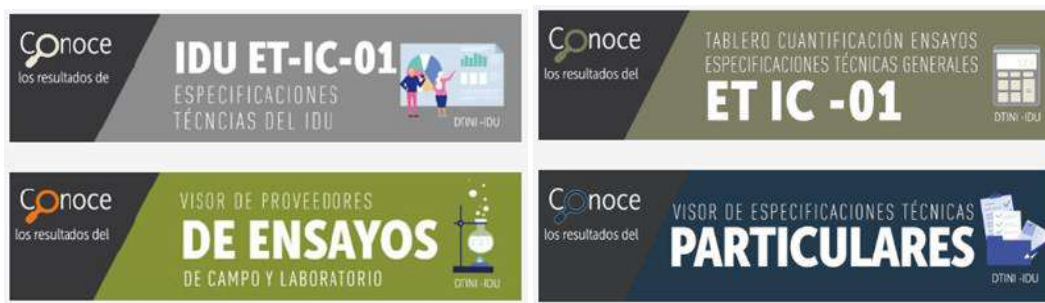 Conoce
los resultados de
IDU ET-IC-01
ESPECIFICACIONES
TÉCNCIAS DEL IDU
DTINI -IDU
Conoce
los resultados del
TABLERO CUANTIFICACIÓN ENSAYOS
ESPECIFICACIONES TÉCNICAS GENERALES
ET IC -01
DTINI -IDU
Conoce
los resultados del
VISOR DE PROVEEDORES
DE ENSAYOS
DE CAMPO Y LABORATORIO
DTINI -IDU
Conoce
los resultados del
VISOR DE ESPECIFICACIONES TÉCNICAS
PARTICULARES
DTINI -IDU